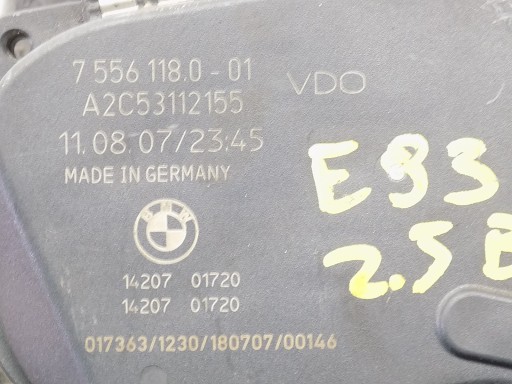 7 556 118.0 - 01
VDO
A2C53112155
11.08.07/23:45
MADE IN GERMANY
E93
2.5
BMW
14207 01720
14207 01720
017363/1230/180707/00146